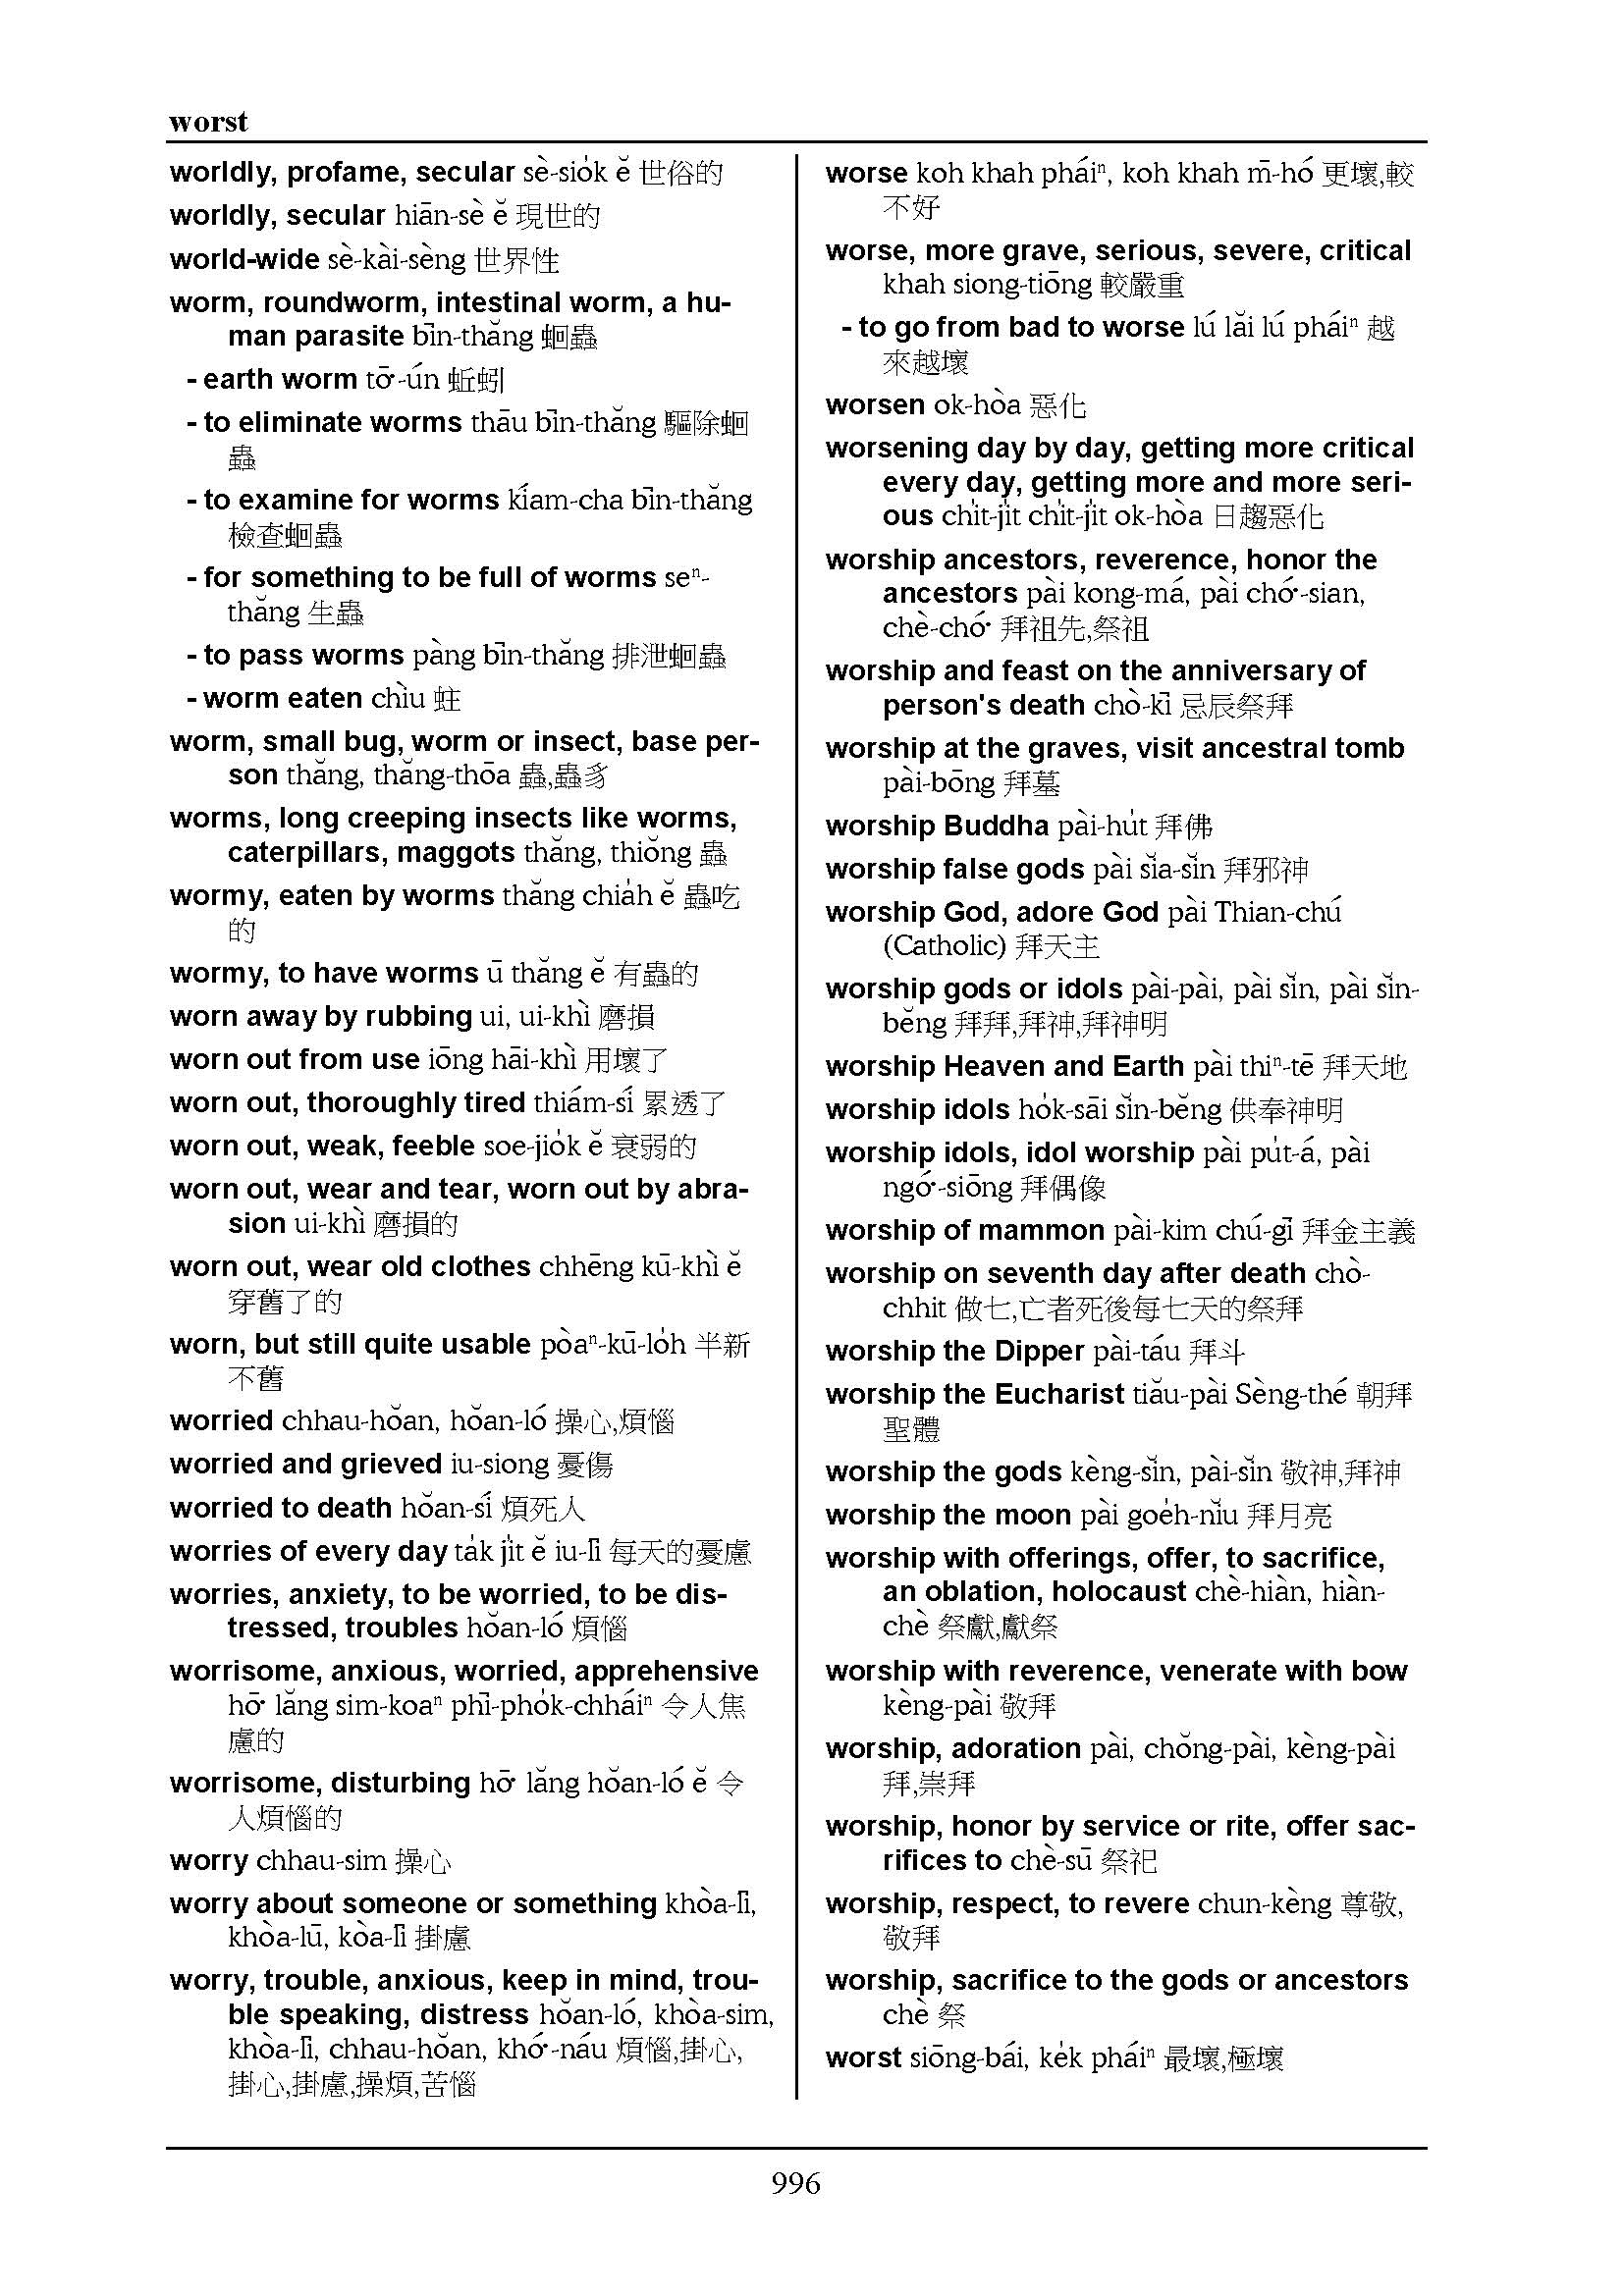 worst
worldly, profame, secular sè-sio̍k ĕ 世俗的
worldly, secular hiān-sè ĕ 現世的
world-wide sè-kài-sèng 世界性
worm, roundworm, intestinal worm, a hu-
man parasite bīn-thăng 蛔蟲
- earth worm tō͘-ún 蚯蚓
- to eliminate worms thāu bīn-thăng 驅除蛔
蟲
- to examine for worms kíam-cha bīn-thăng
檢查蛔蟲
- for something to be full of worms seⁿ-
thăng 生蟲
- to pass worms pàng bīn-thăng 排泄蛔蟲
- worm eaten chìu 蛀
worm, small bug, worm or insect, base per-
son thăng, thăng-thōa 蟲,蟲豸
worms, long creeping insects like worms,
caterpillars, maggots thăng, thiŏng 蟲
wormy, eaten by worms thăng chia̍h ĕ 蟲吃
的
wormy, to have worms ū thăng ĕ 有蟲的
worn away by rubbing ui, ui-khì 磨損
worn out from use iōng hāi-khì 用壞了
worn out, thoroughly tired thiám-sí 累透了
worn out, weak, feeble soe-jio̍k ĕ 衰弱的
worn out, wear and tear, worn out by abra-
sion ui-khì 磨損的
worn out, wear old clothes chhēng kū-khì ĕ
穿舊了的
worn, but still quite usable pòaⁿ-kū-lo̍h 半新
不舊
worried chhau-hŏan, hŏan-ló 操心,煩惱
worried and grieved iu-siong 憂傷
worried to death hŏan-sí 煩死人
worries of every day ta̍k ji̍t ĕ iu-lī 每天的憂慮
worries, anxiety, to be worried, to be dis-
tressed, troubles hŏan-ló 煩惱
worrisome, anxious, worried, apprehensive
hō͘ lăng sim-koaⁿ phī-pho̍k-chháiⁿ 令人焦
慮的
worrisome, disturbing hō͘ lăng hŏan-ló ĕ 令
人煩惱的
worry chhau-sim 操心
worry about someone or something khòa-lī,
khòa-lū, kòa-lī 掛慮
worry, trouble, anxious, keep in mind, trou-
ble speaking, distress hŏan-ló, khòa-sim,
khòa-lī, chhau-hŏan, khó͘-náu 煩惱,掛心,
掛心,掛慮,操煩,苦惱
worse koh khah pháiⁿ, koh khah m̄-hó 更壞,較
不好
worse, more grave, serious, severe, critical
khah siong-tiōng 較嚴重
- to go from bad to worse lú lăi lú pháiⁿ 越
來越壞
worsen ok-hòa 惡化
worsening day by day, getting more critical
every day, getting more and more seri-
ous chi̍t-ji̍t chi̍t-ji̍t ok-hòa 日趨惡化
worship ancestors, reverence, honor the
ancestors pài kong-má, pài chó͘-sian,
chè-chó͘ 拜祖先,祭祖
worship and feast on the anniversary of
person's death chò-kī 忌辰祭拜
worship at the graves, visit ancestral tomb
pài-bōng 拜墓
worship Buddha pài-hu̍t 拜佛
worship false gods pài sĭa-sĭn 拜邪神
worship God, adore God pài Thian-chú
(Catholic) 拜天主
worship gods or idols pài-pài, pài sĭn, pài sĭn-
bĕng 拜拜,拜神,拜神明
worship Heaven and Earth pài thiⁿ-tē 拜天地
worship idols ho̍k-sāi sĭn-bĕng 供奉神明
worship idols, idol worship pài pu̍t-á, pài
ngó͘-siōng 拜偶像
worship of mammon pài-kim chú-gī 拜金主義
worship on seventh day after death chò-
chhit 做七,亡者死後每七天的祭拜
worship the Dipper pài-táu 拜斗
worship the Eucharist tiău-pài Sèng-thé 朝拜
聖體
worship the gods kèng-sĭn, pài-sĭn 敬神,拜神
worship the moon pài goe̍h-nĭu 拜月亮
worship with offerings, offer, to sacrifice,
an oblation, holocaust chè-hiàn, hiàn-
chè 祭獻,獻祭
worship with reverence, venerate with bow
kèng-pài 敬拜
worship, adoration pài, chŏng-pài, kèng-pài
拜,崇拜
worship, honor by service or rite, offer sac-
rifices to chè-sū 祭祀
worship, respect, to revere chun-kèng 尊敬,
敬拜
worship, sacrifice to the gods or ancestors
chè 祭
worst siōng-bái, ke̍k pháiⁿ 最壞,極壞
996